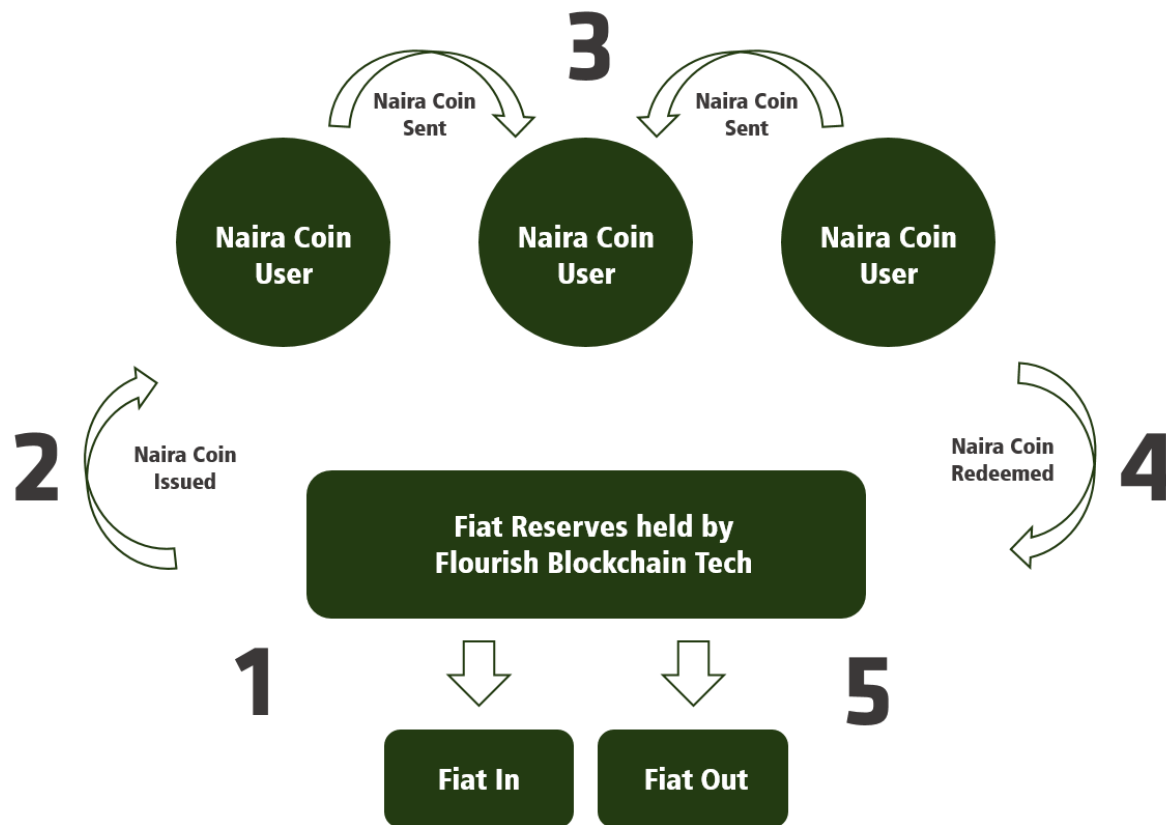 3
Naira Coin
Sent
Naira Coin
Sent
Naira Coin
User
Naira Coin
User
Naira Coin
User
2
Naira Coin
Issued
Naira Coin
Redeemed
4
Fiat Reserves held by
Flourish Blockchain Tech
1
5
Fiat In
Fiat Out